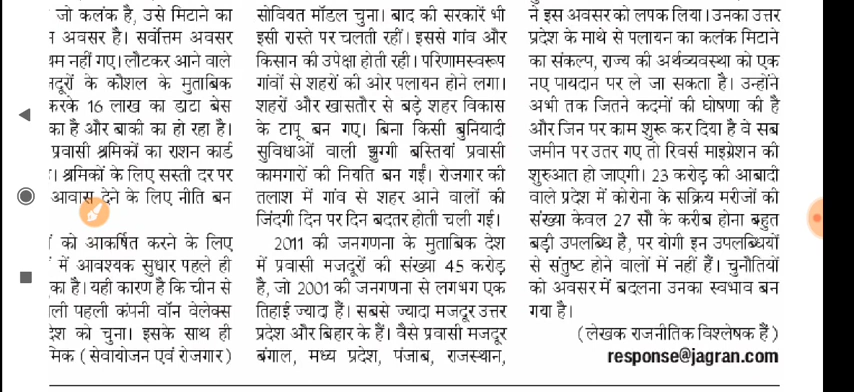 जो कलंक है, उसे मिटाने का
अवसर है। सर्वोत्तम अवसर
नहीं गए। लौटकर आने वाले
के कौशल के मुताबिक
करके 16 लाख का डाटा बेस
का है और बाकी का हो रहा है।
प्रवासी श्रमिकों का राशन कार्ड
। श्रमिकों के लिए सस्ती दर पर
आवास देने के लिए नीति बन
को आकर्षित करने के लिए
में आवश्यक सुधार पहले ही
का है। यही कारण है कि चीन से
पहली कंपनी वॉन वेलेक्स
को चुना। इसके साथ ही
(सेवायोजन एवं रोजगार)
सोवियत मॉडल चुना। बाद की सरकारें भी
इसी रास्ते पर चलती रहीं। इससे गांव और
किसान की उपेक्षा होती रही। परिणामस्वरूप
गांवों से शहरों की ओर पलायन होने लगा।
शहरों और खासतौर से बड़े शहर विकास
के टापू बन गए। बिना किसी बुनियादी
सुविधाओं वाली झुग्गी बस्तियां प्रवासी
कामगारों की नियति बन गईं। रोजगार की
तलाश में गांव से शहर आने वालों की
जिंदगी दिन पर दिन बदतर होती चली गई।
2011 की जनगणना के मुताबिक देश
में प्रवासी मजदूरों की संख्या 45 करोड़
है, जो 2001 की जनगणना से लगभग एक
तिहाई ज्यादा हैं। सबसे ज्यादा मजदूर उत्तर
प्रदेश और बिहार के हैं। वैसे प्रवासी मजदूर
बंगाल, मध्य प्रदेश, पंजाब, राजस्थान,
ने इस अवसर को लपक लिया। उनका उत्तर
प्रदेश के माथे से पलायन का कलंक मिटाने
का संकल्प, राज्य की अर्थव्यवस्था को एक
नए पायदान पर ले जा सकता है। उन्होंने
अभी तक जितने कदमों की घोषणा की है
और जिन पर काम शुरू कर दिया है वे सब
जमीन पर उतर गए तो रिवर्स माइग्रेशन की
शुरुआत हो जाएगी। 23 करोड़ की आबादी
वाले प्रदेश में कोरोना के सक्रिय मरीजों की
संख्या केवल 27 सौ के करीब होना बहुत
बड़ी उपलब्धि है, पर योगी इन उपलब्धियों
से संतुष्ट होने वालों में नहीं हैं। चुनौतियों
को अवसर में बदलना उनका स्वभाव बन
गया है।
(लेखक राजनीतिक विश्लेषक हैं)
response@jagran.com